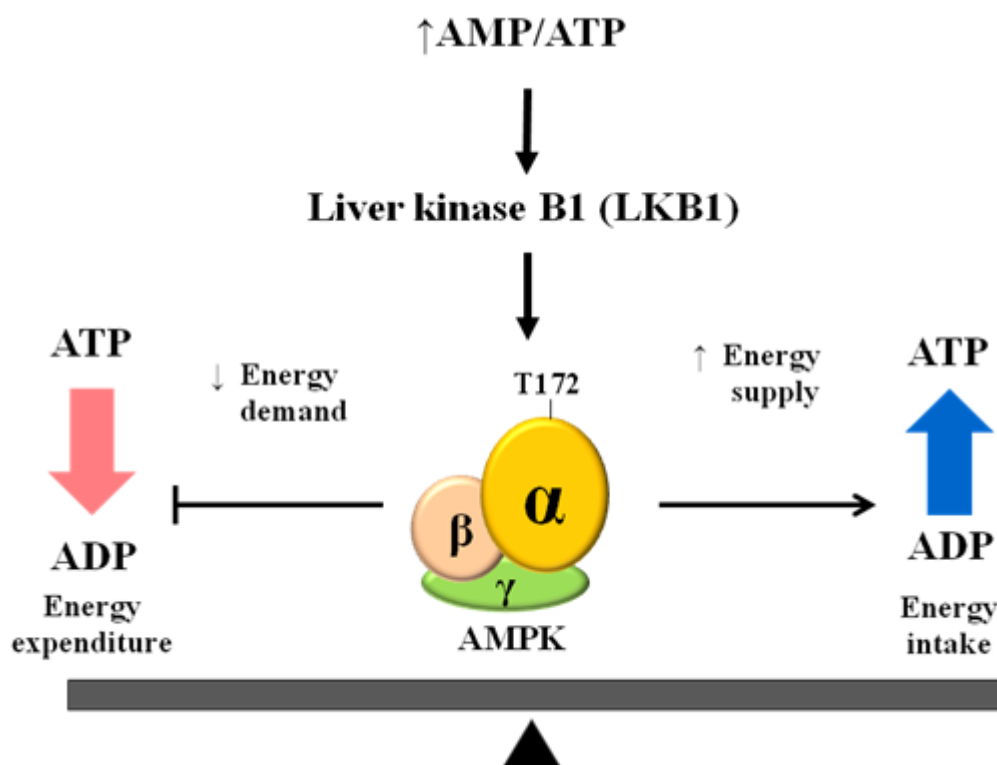 ↑AMP/ATP
Liver kinase B1 (LKB1)
ATP
↓ Energy
demand
T172
↑ Energy
supply
ATP
α
β
γ
ADP
Energy
expenditure
AMPK
ADP
Energy
intake